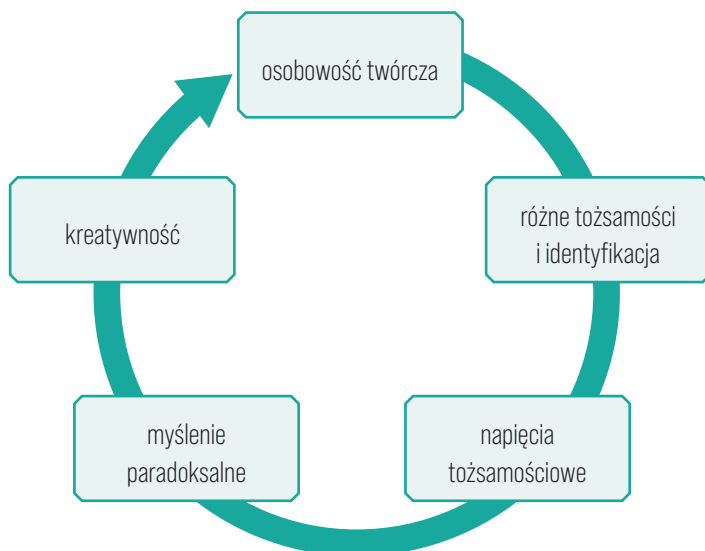 osobowość twórcza
różne tożsamości
i identyfikacja
napięcia
tożsamościowe
myślenie
paradoksalne
kreatywność